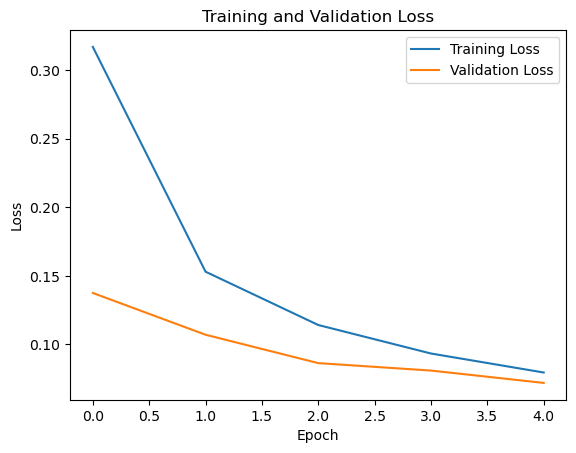 Training and Validation Loss
Training Loss
Validation Loss
0.30
0.25
0.20
0.15
0.10
Loss
0.0 0.5 1.0 1.5 2.0 2.5 3.0 3.5 4.0
Epoch